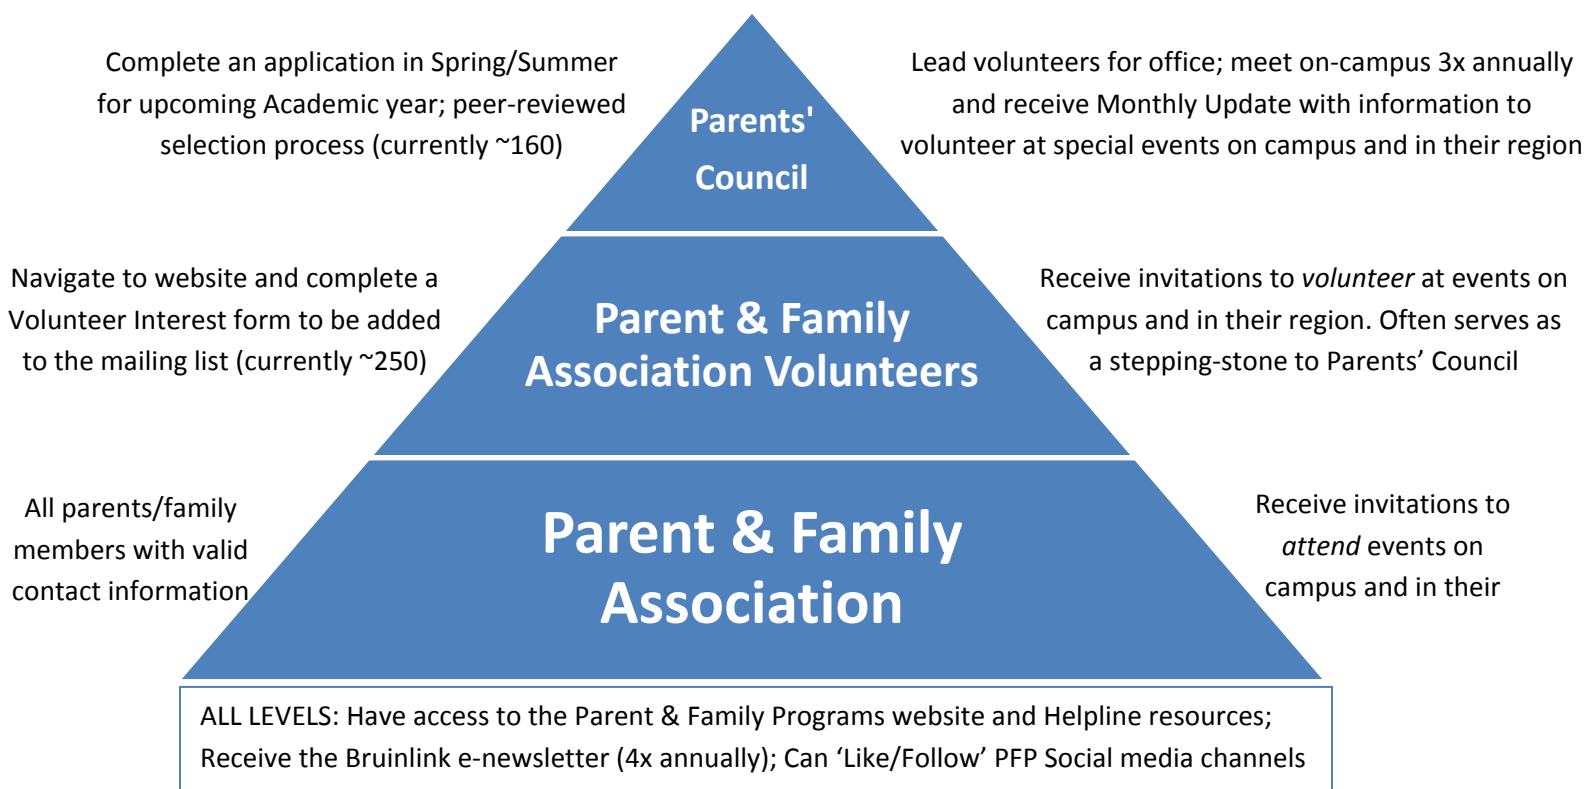 Complete an application in Spring/Summer
for upcoming Academic year; peer-reviewed
selection process (currently ~160)
Parents'
Council
Lead volunteers for office; meet on-campus 3x annually
and receive Monthly Update with information to
volunteer at special events on campus and in their region
Navigate to website and complete a
Volunteer Interest form to be added
to the mailing list (currently ~250)
Parent & Family
Association Volunteers
Receive invitations to volunteer at events on
campus and in their region. Often serves as
a stepping-stone to Parents’ Council
All parents/family
members with valid
contact information
Parent & Family
Association
Receive invitations to
attend events on
campus and in their
ALL LEVELS: Have access to the Parent & Family Programs website and Helpline resources;
Receive the Bruinlink e-newsletter (4x annually); Can ‘Like/Follow’ PFP Social media channels